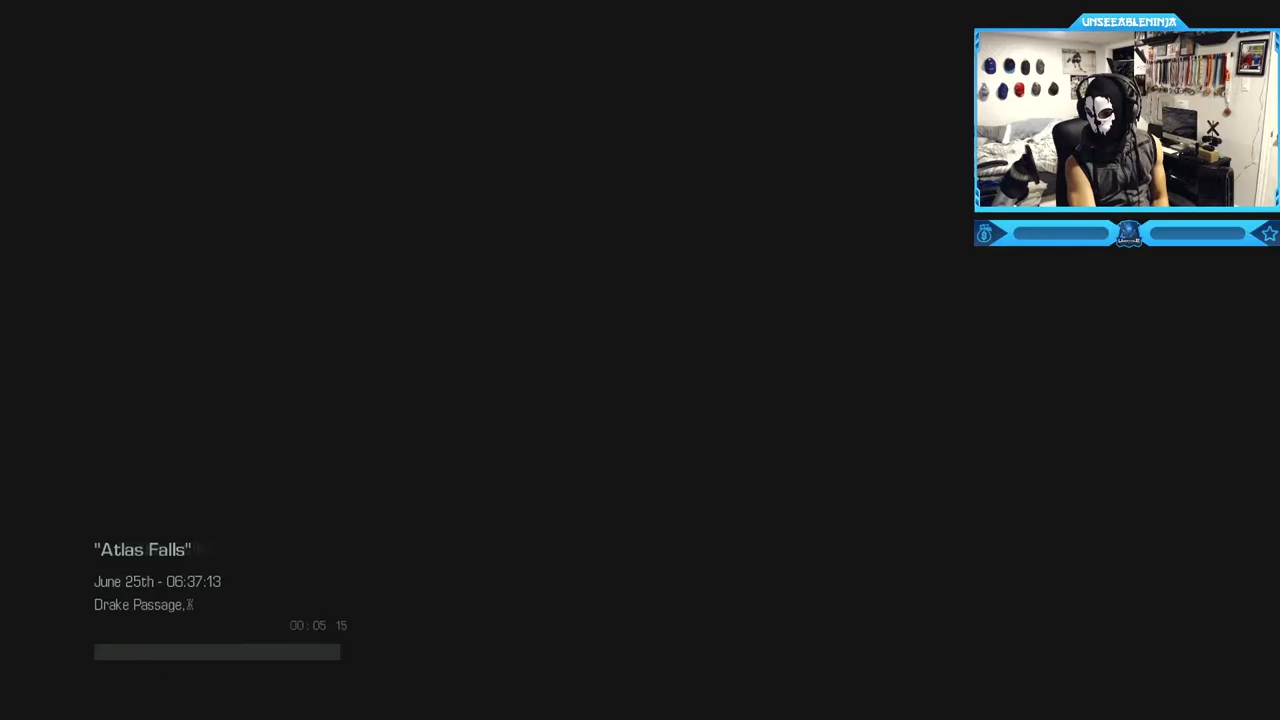 UNSEEABLENINJA
"Atlas Falls"
June 25th - 06:37:13
Drake Passage,
00 : 05 15